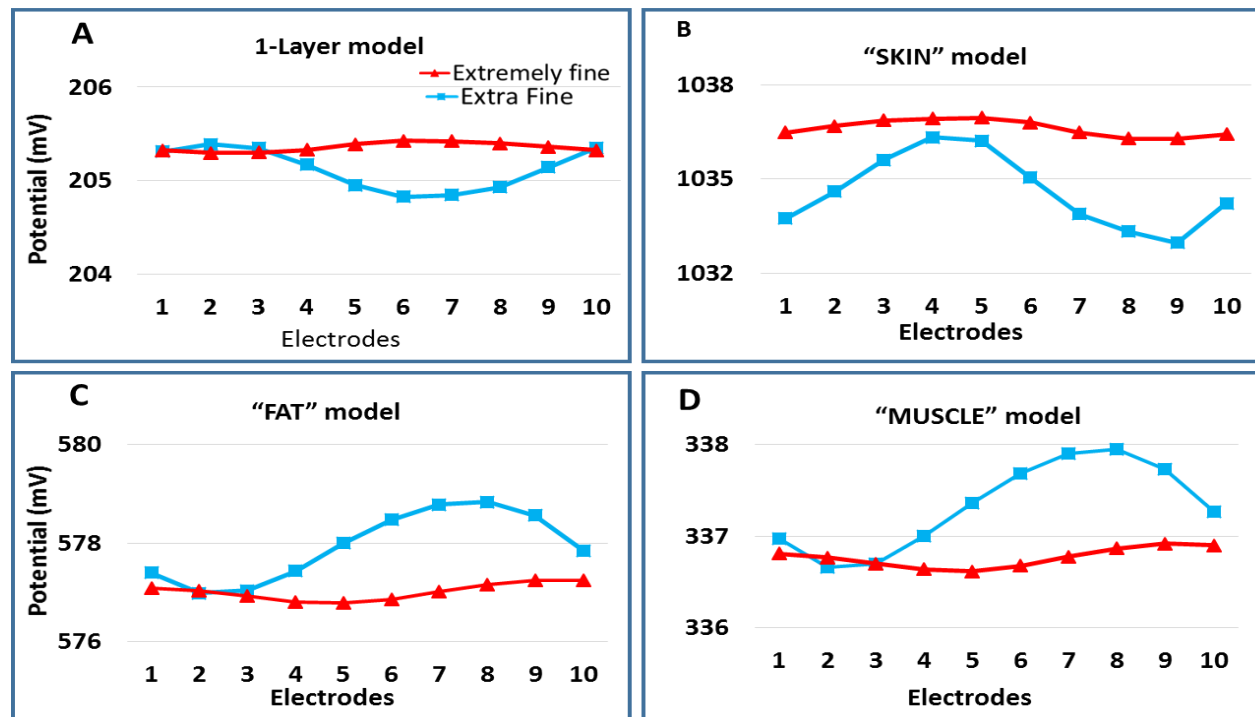 A
1-Layer model
Extremely fine
Extra Fine
Potential (mV)
206
205
204
1 2 3 4 5 6 7 8 9 10
Electrodes
B
“SKIN” model
1038
1035
1032
1 2 3 4 5 6 7 8 9 10
Electrodes
C
“FAT” model
Potential (mV)
580
578
576
1 2 3 4 5 6 7 8 9 10
Electrodes
D
“MUSCLE” model
338
337
336
1 2 3 4 5 6 7 8 9 10
Electrodes